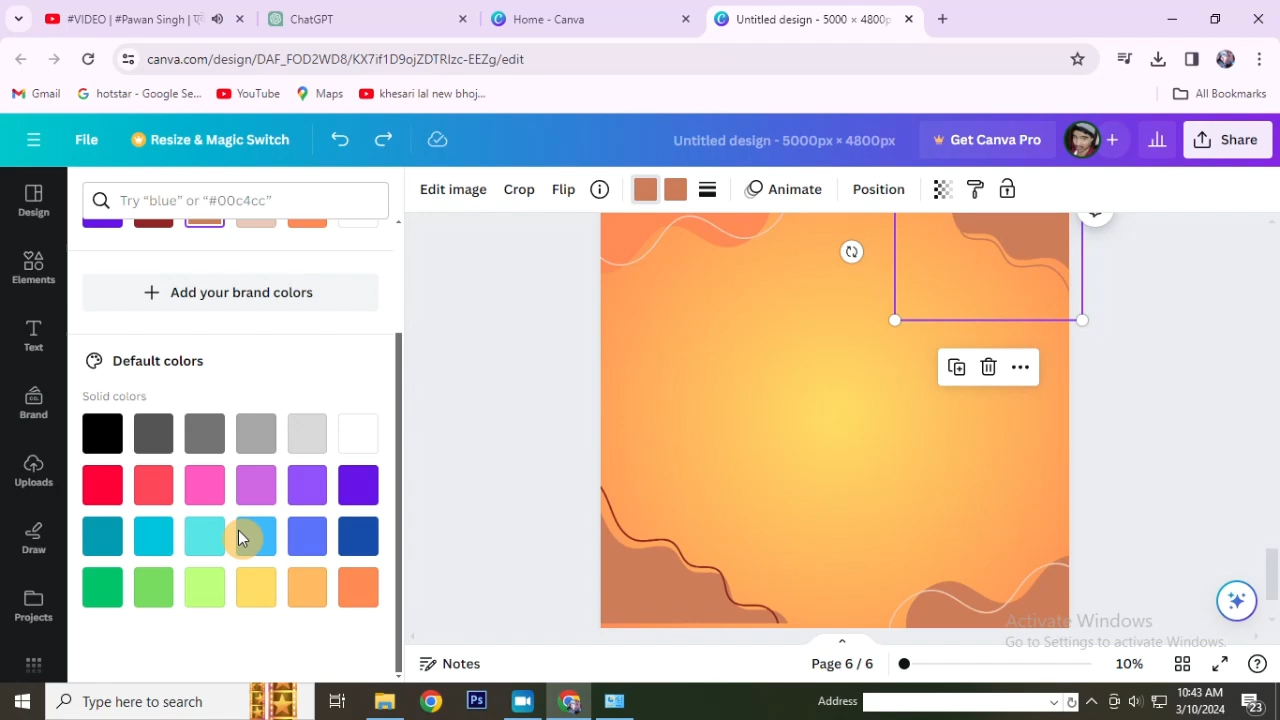 #VIDEO | #Pawan Singh |
ChatGPT
Home - Canva
Untitled design - 5000 × 4800p
canva.com/design/DAF_FOD2WD8/KX7if1D9ojZDTRIzc-EEZg/edit
Gmail
hotstar - Google Se...
YouTube
Maps
khesari lal new bhoj...
All Bookmarks
File
Resize & Magic Switch
Untitled design - 5000px × 4800px
Get Canva Pro
Share
Design
Elements
Text
Brand
Uploads
Draw
Projects
Try “blue” or “#00c4cc”
Edit image
Crop
Flip
Animate
Position
Add your brand colors
Default colors
Solid colors
Activate Windows
Go to Settings to activate Windows.
Notes
Page 6 / 6
10%
Type here to search
Ps
Address
10:43 AM
3/10/2024
23